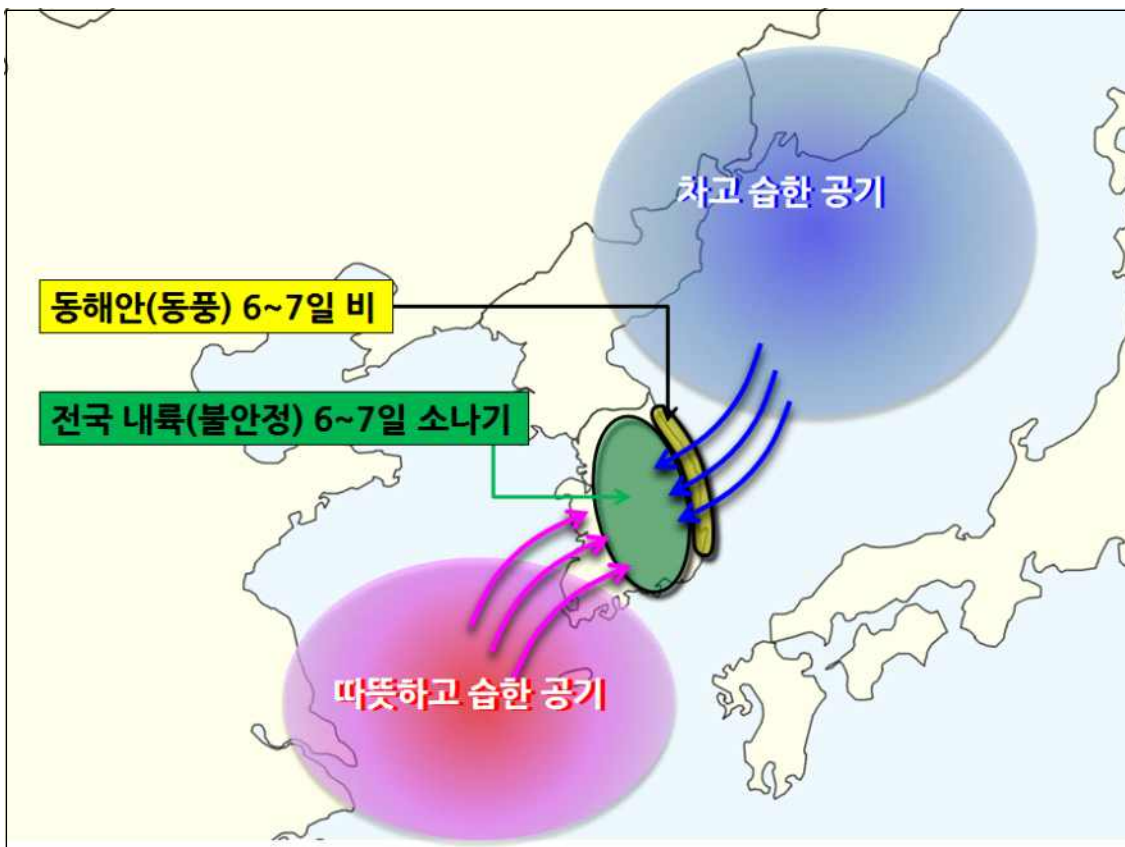 차고 습한 공기
동해안(동풍) 6~7일 비
전국 내륙(불안정) 6~7일 소나기
따뜻하고 습한 공기